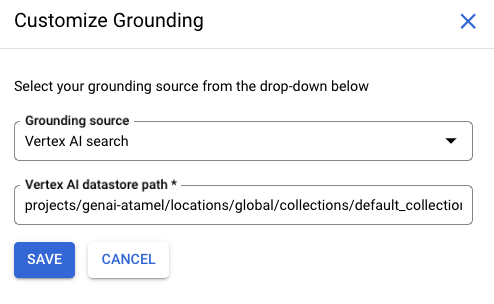 Customize Grounding
Select your grounding source from the drop-down below
Grounding source
Vertex AI search
Vertex AI datastore path *
projects/genai-atamel/locations/global/collections/default_collection
SAVE
CANCEL